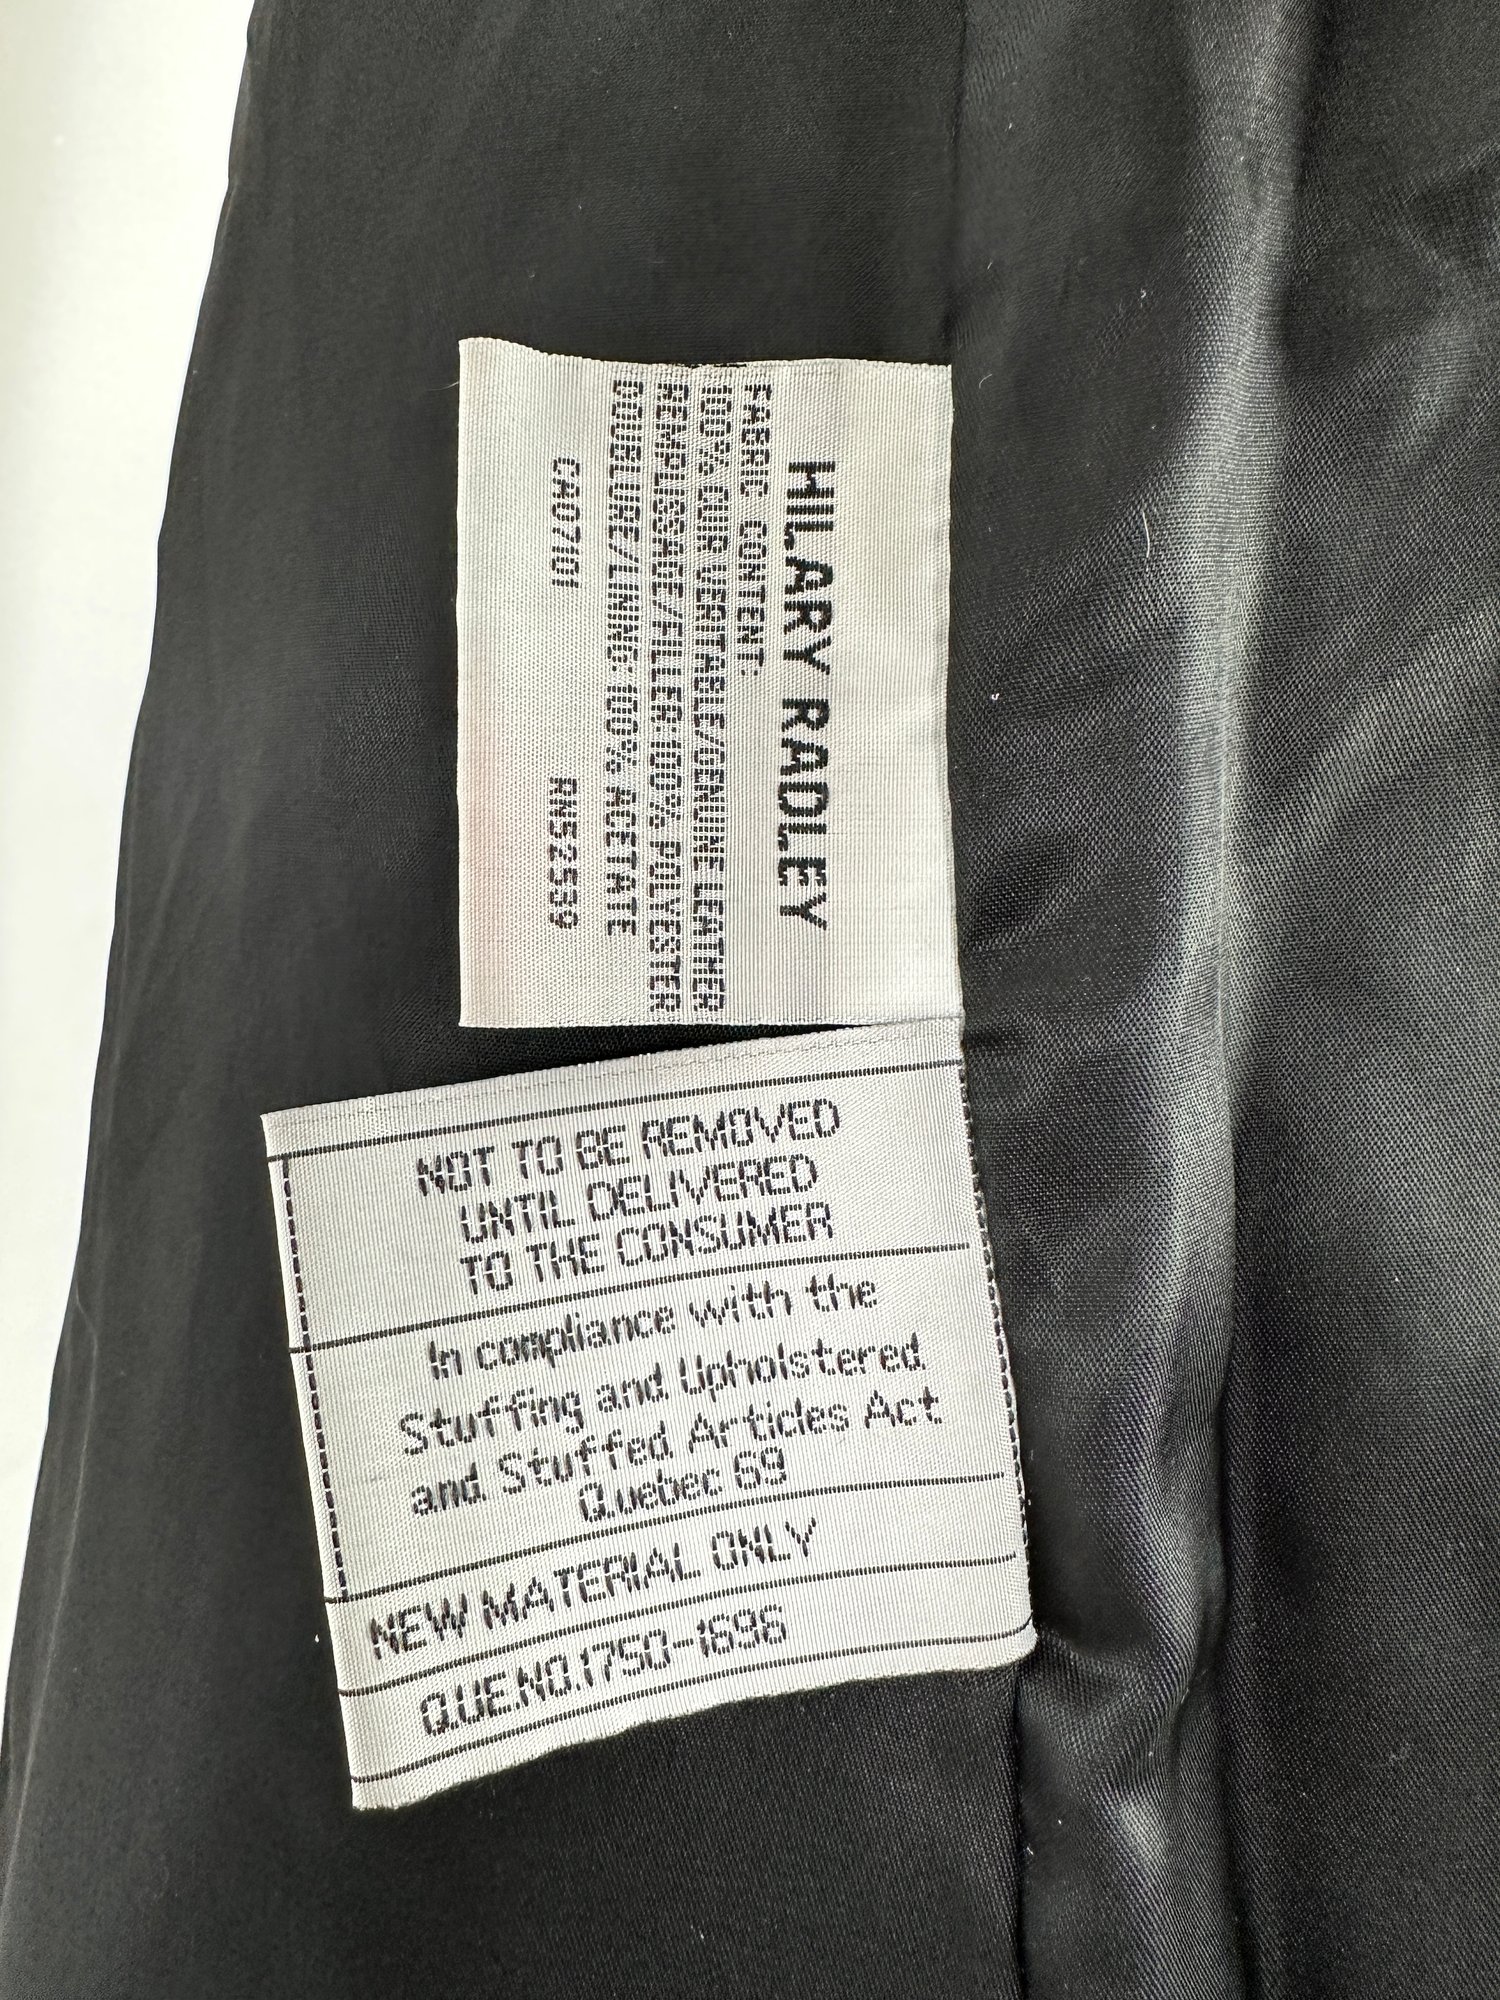 HILARY RADLEY
FABRIC CONTENT:
100% CUIR VERITABLE/GENUINE LEATHER
REMPLISSAGE/FILLER:100% POLYESTER
DOUBLURE/LINING:100% ACETATE
CA07101 RN52599
NOT TO BE REMOVED
UNTIL DELIVERED
TO THE CONSUMER
In compliance with the
Stuffing and Upholstered
and Stuffed Articles Act
Quebec 69
NEW MATERIAL ONLY
QUE.NO.1750-1696